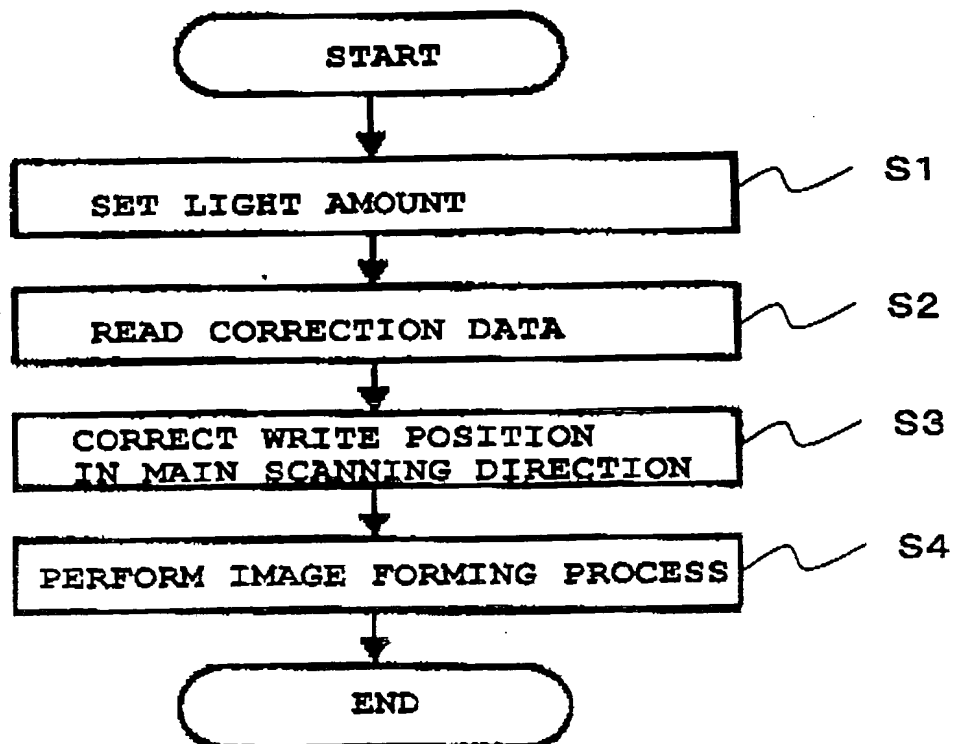 START
SET LIGHT AMOUNT
S1
READ CORRECTION DATA
S2
CORRECT WRITE POSITION
IN MAIN SCANNING DIRECTION
S3
PERFORM IMAGE FORMING PROCESS
S4
END